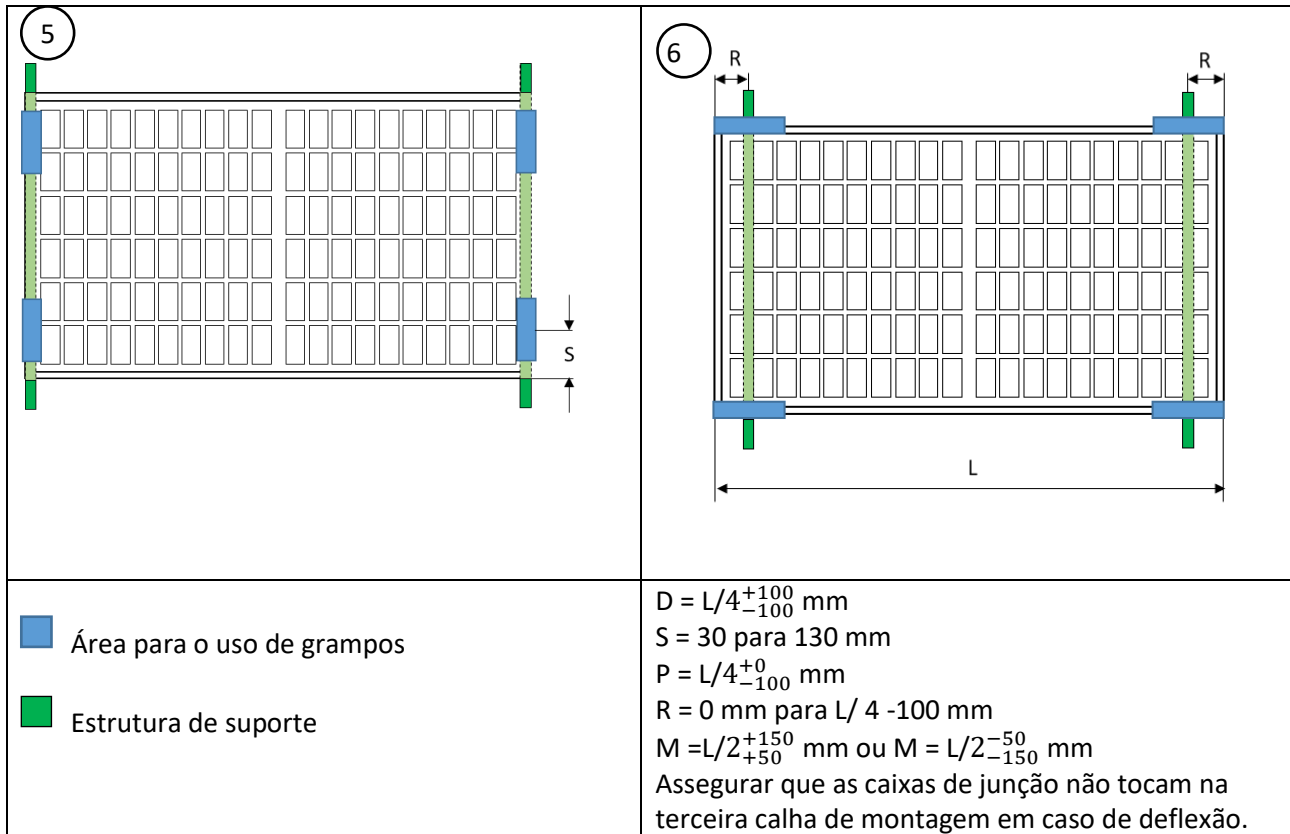 5
S
6
R R
L
Área para o uso de grampos
Estrutura de suporte
D = L/4⁺¹⁰⁰₋₁₀₀ mm
S = 30 para 130 mm
P = L/4⁺⁰₋₁₀₀ mm
R = 0 mm para L/ 4 -100 mm
M =L/2⁺¹⁵⁰₊₅₀ mm ou M = L/2⁻⁵⁰₋₁₅₀ mm
Assegurar que as caixas de junção não tocam na
terceira calha de montagem em caso de deflexão.